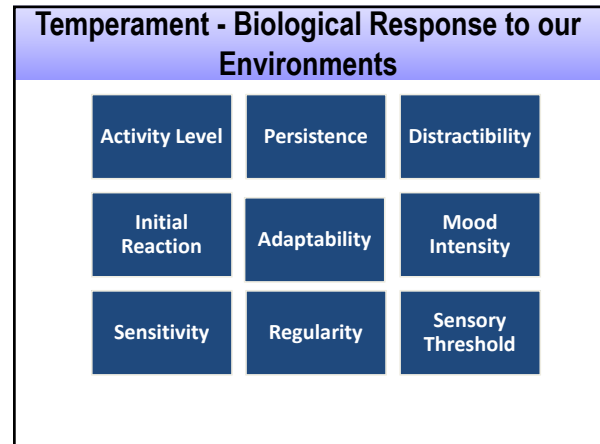 Temperament - Biological Response to our
Environments
Activity Level
Persistence
Distractibility
Initial
Reaction
Adaptability
Mood
Intensity
Sensitivity
Regularity
Sensory
Threshold